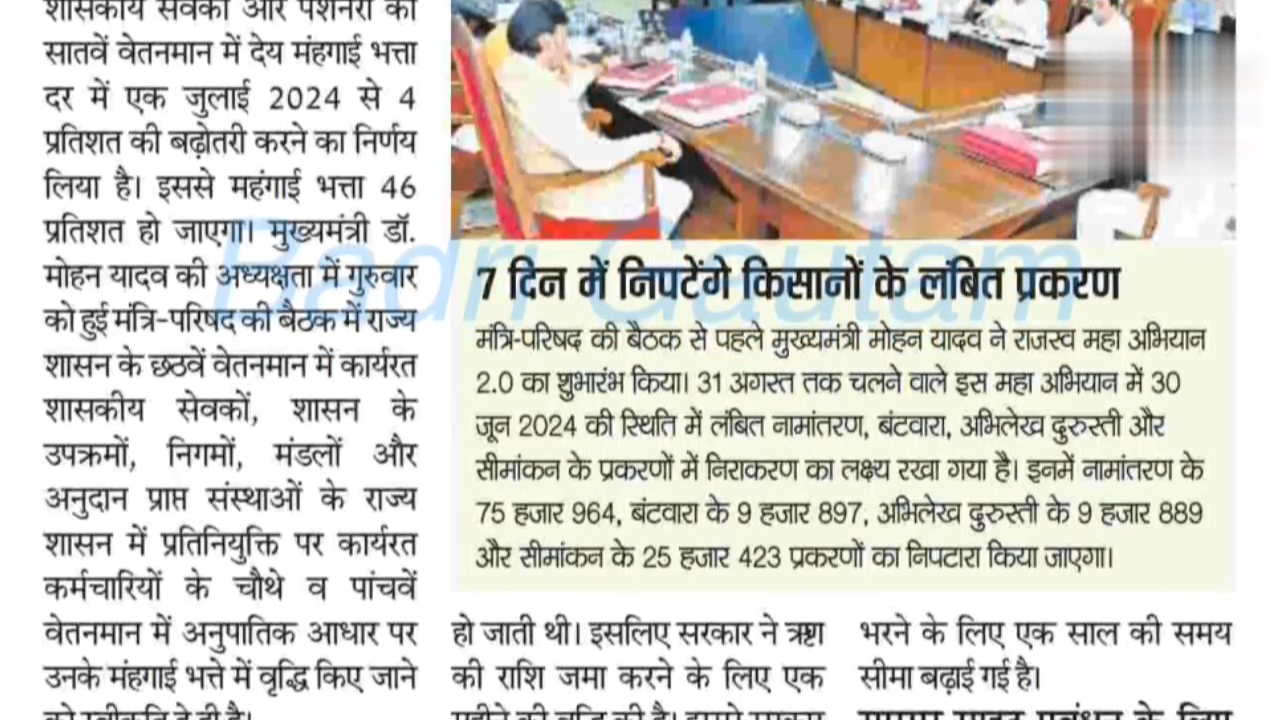 शासकीय सेवकों और पेंशनरों को
सातवें वेतनमान में देय मंहगाई भत्ता
दर में एक जुलाई 2024 से 4
प्रतिशत की बढ़ोतरी करने का निर्णय
लिया है। इससे महंगाई भत्ता 46
प्रतिशत हो जाएगा। मुख्यमंत्री डॉ.
मोहन यादव की अध्यक्षता में गुरुवार
को हुई मंत्रि-परिषद की बैठक में राज्य
शासन के छठवें वेतनमान में कार्यरत
शासकीय सेवकों, शासन के
उपक्रमों, निगमों, मंडलों और
अनुदान प्राप्त संस्थाओं के राज्य
शासन में प्रतिनियुक्ति पर कार्यरत
कर्मचारियों के चौथे व पांचवें
वेतनमान में अनुपातिक आधार पर
उनके मंहगाई भत्ते में वृद्धि किए जाने
को स्वीकृति दे दी है।
Badri Gautam
7 दिन में निपटेंगे किसानों के लंबित प्रकरण
मंत्रि-परिषद की बैठक से पहले मुख्यमंत्री मोहन यादव ने राजस्व महा अभियान
2.0 का शुभारंभ किया। 31 अगस्त तक चलने वाले इस महा अभियान में 30
जून 2024 की स्थिति में लंबित नामांतरण, बंटवारा, अभिलेख दुरुस्ती और
सीमांकन के प्रकरणों में निराकरण का लक्ष्य रखा गया है। इनमें नामांतरण के
75 हजार 964, बंटवारा के 9 हजार 897, अभिलेख दुरुस्ती के 9 हजार 889
और सीमांकन के 25 हजार 423 प्रकरणों का निपटारा किया जाएगा।
हो जाती थी। इसलिए सरकार ने ऋण
की राशि जमा करने के लिए एक
महीने की वृद्धि की है। इससे
भरने के लिए एक साल की समय
सीमा बढ़ाई गई है।
के लिए